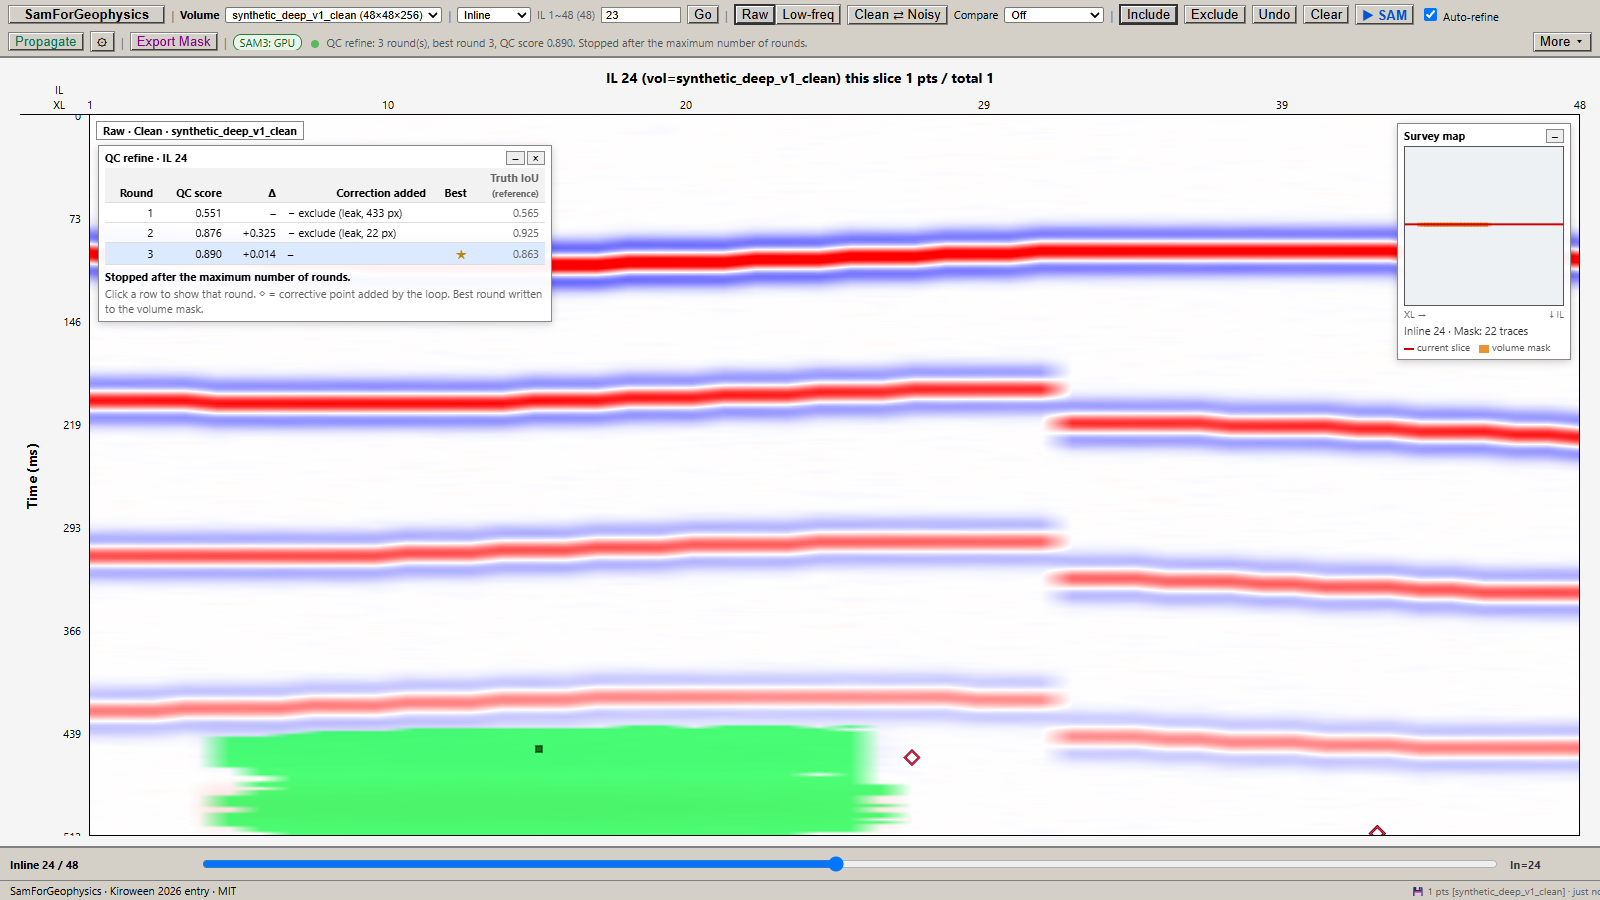 SamForGeophysics | Volume synthetic_deep_v1_clean (48×48×256) | Inline IL 1~48 (48) 23 Go | Raw Low-freq Clean ⇄ Noisy Compare Off | Include Exclude Undo Clear ▶ SAM Auto-refine
Propagate ⚙ | Export Mask | SAM3: GPU QC refine: 3 round(s), best round 3, QC score 0.890. Stopped after the maximum number of rounds. More
IL 24 (vol=synthetic_deep_v1_clean) this slice 1 pts / total 1
IL
XL 1 10 20 29 39 48
0
73
146
219
293
366
439
Time (ms)
Raw · Clean · synthetic_deep_v1_clean
QC refine · IL 24
Round QC score Δ Correction added Best Truth IoU (reference)
1 0.551 – − exclude (leak, 433 px) 0.565
2 0.876 +0.325 − exclude (leak, 22 px) 0.925
3 0.890 +0.014 – ★ 0.863
Stopped after the maximum number of rounds.
Click a row to show that round. ⋄ = corrective point added by the loop. Best round written
to the volume mask.
Survey map
XL → ↓ IL
Inline 24 · Mask: 22 traces
current slice volume mask
Inline 24 / 48 In=24
SamForGeophysics · Kiroween 2026 entry · MIT 1 pts [synthetic_deep_v1_clean] · just